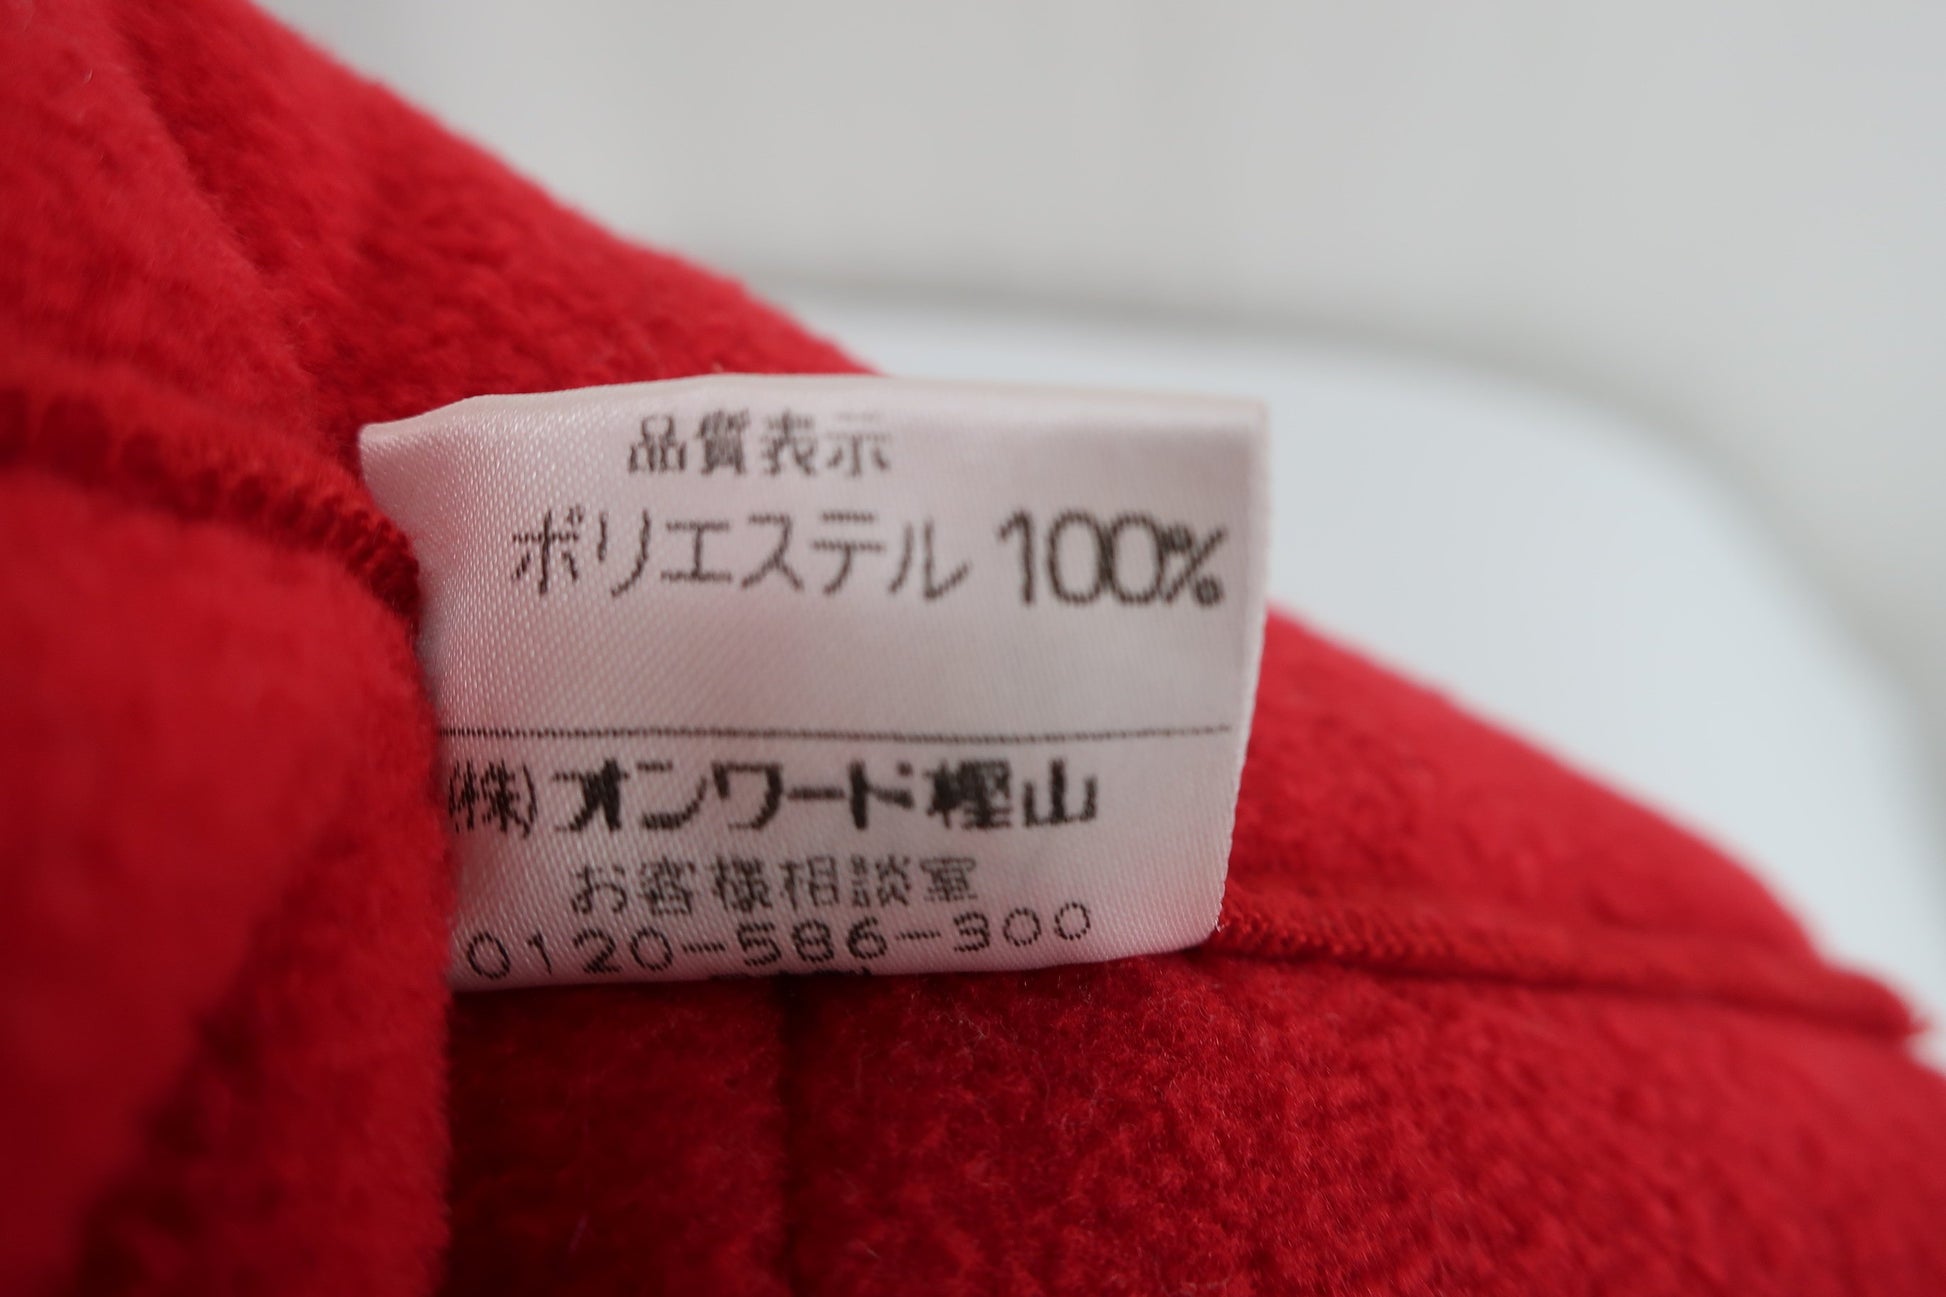 品質表示
ポリエステル 100%
(株)オンワード樫山
お客様相談室
0120-586-300